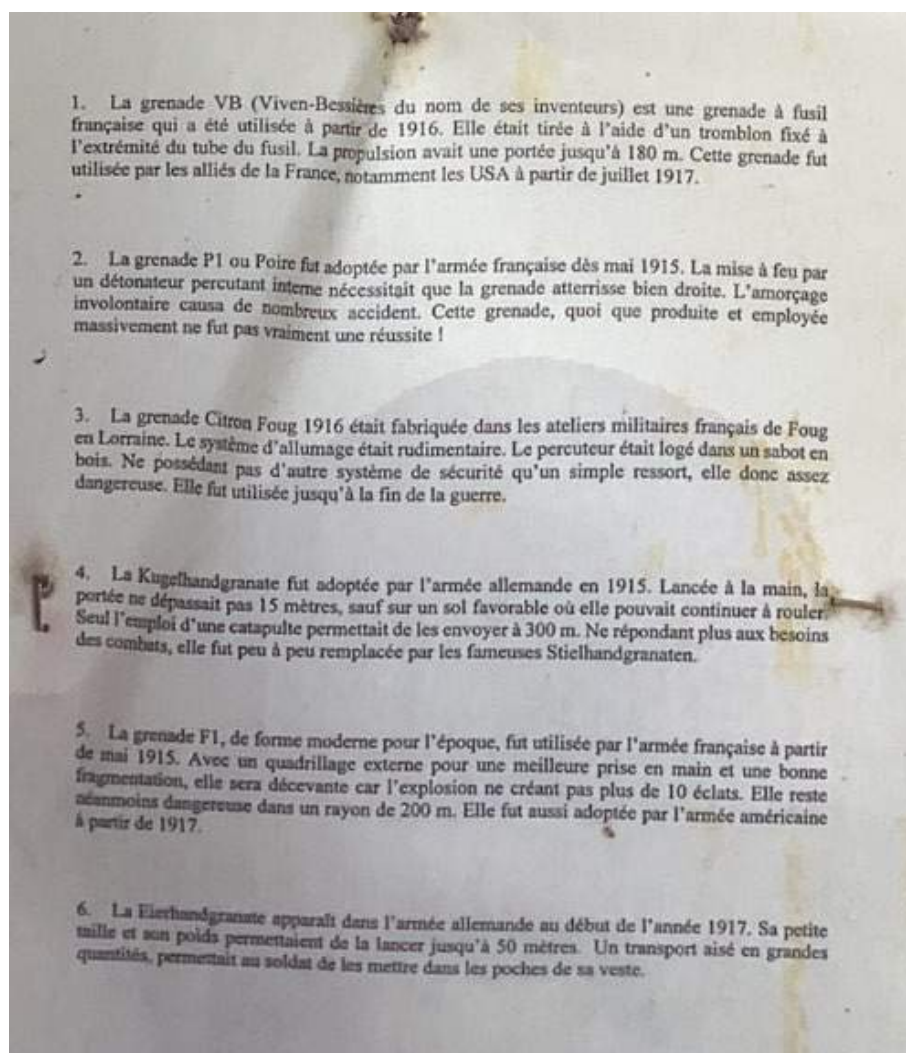 1. La grenade VB (Viven-Bessières du nom de ses inventeurs) est une grenade à fusil
française qui a été utilisée à partir de 1916. Elle était tirée à l'aide d'un tromblon fixé à
l'extrémité du tube du fusil. La propulsion avait une portée jusqu'à 180 m. Cette grenade fut
utilisée par les alliés de la France, notamment les USA à partir de juillet 1917.
2. La grenade P1 ou Poire fut adoptée par l'armée française dès mai 1915. La mise à feu par
un détonateur percutant interne nécessitait que la grenade atterrisse bien droite. L'amorçage
involontaire causa de nombreux accident. Cette grenade, quoi que produite et employée
massivement ne fut pas vraiment une réussite !
3. La grenade Citron Foug 1916 était fabriquée dans les ateliers militaires français de Foug
en Lorraine. Le système d'allumage était rudimentaire. Le percuteur était logé dans un sabot en
bois. Ne possédant pas d'autre système de sécurité qu'un simple ressort, elle donc assez
dangereuse. Elle fut utilisée jusqu'à la fin de la guerre.
4. La Kugelhandgranate fut adoptée par l'armée allemande en 1915. Lancée à la main, la
portée ne dépassait pas 15 mètres, sauf sur un sol favorable où elle pouvait continuer à rouler.
Seul l'emploi d'une catapulte permettait de les envoyer à 300 m. Ne répondant plus aux besoins
des combats, elle fut peu à peu remplacée par les fameuses Stielhandgranaten.
5. La grenade F1, de forme moderne pour l'époque, fut utilisée par l'armée française à partir
de mai 1915. Avec un quadrillage externe pour une meilleure prise en main et une bonne
fragmentation, elle sera décevante car l'explosion ne créant pas plus de 10 éclats. Elle reste
néanmoins dangereuse dans un rayon de 200 m. Elle fut aussi adoptée par l'armée américaine
à partir de 1917.
6. La Eierhandgranate apparaît dans l'armée allemande au début de l'année 1917. Sa petite
taille et son poids permettaient de la lancer jusqu'à 50 mètres. Un transport aisé en grandes
quantités, permettait au soldat de les mettre dans les poches de sa veste.